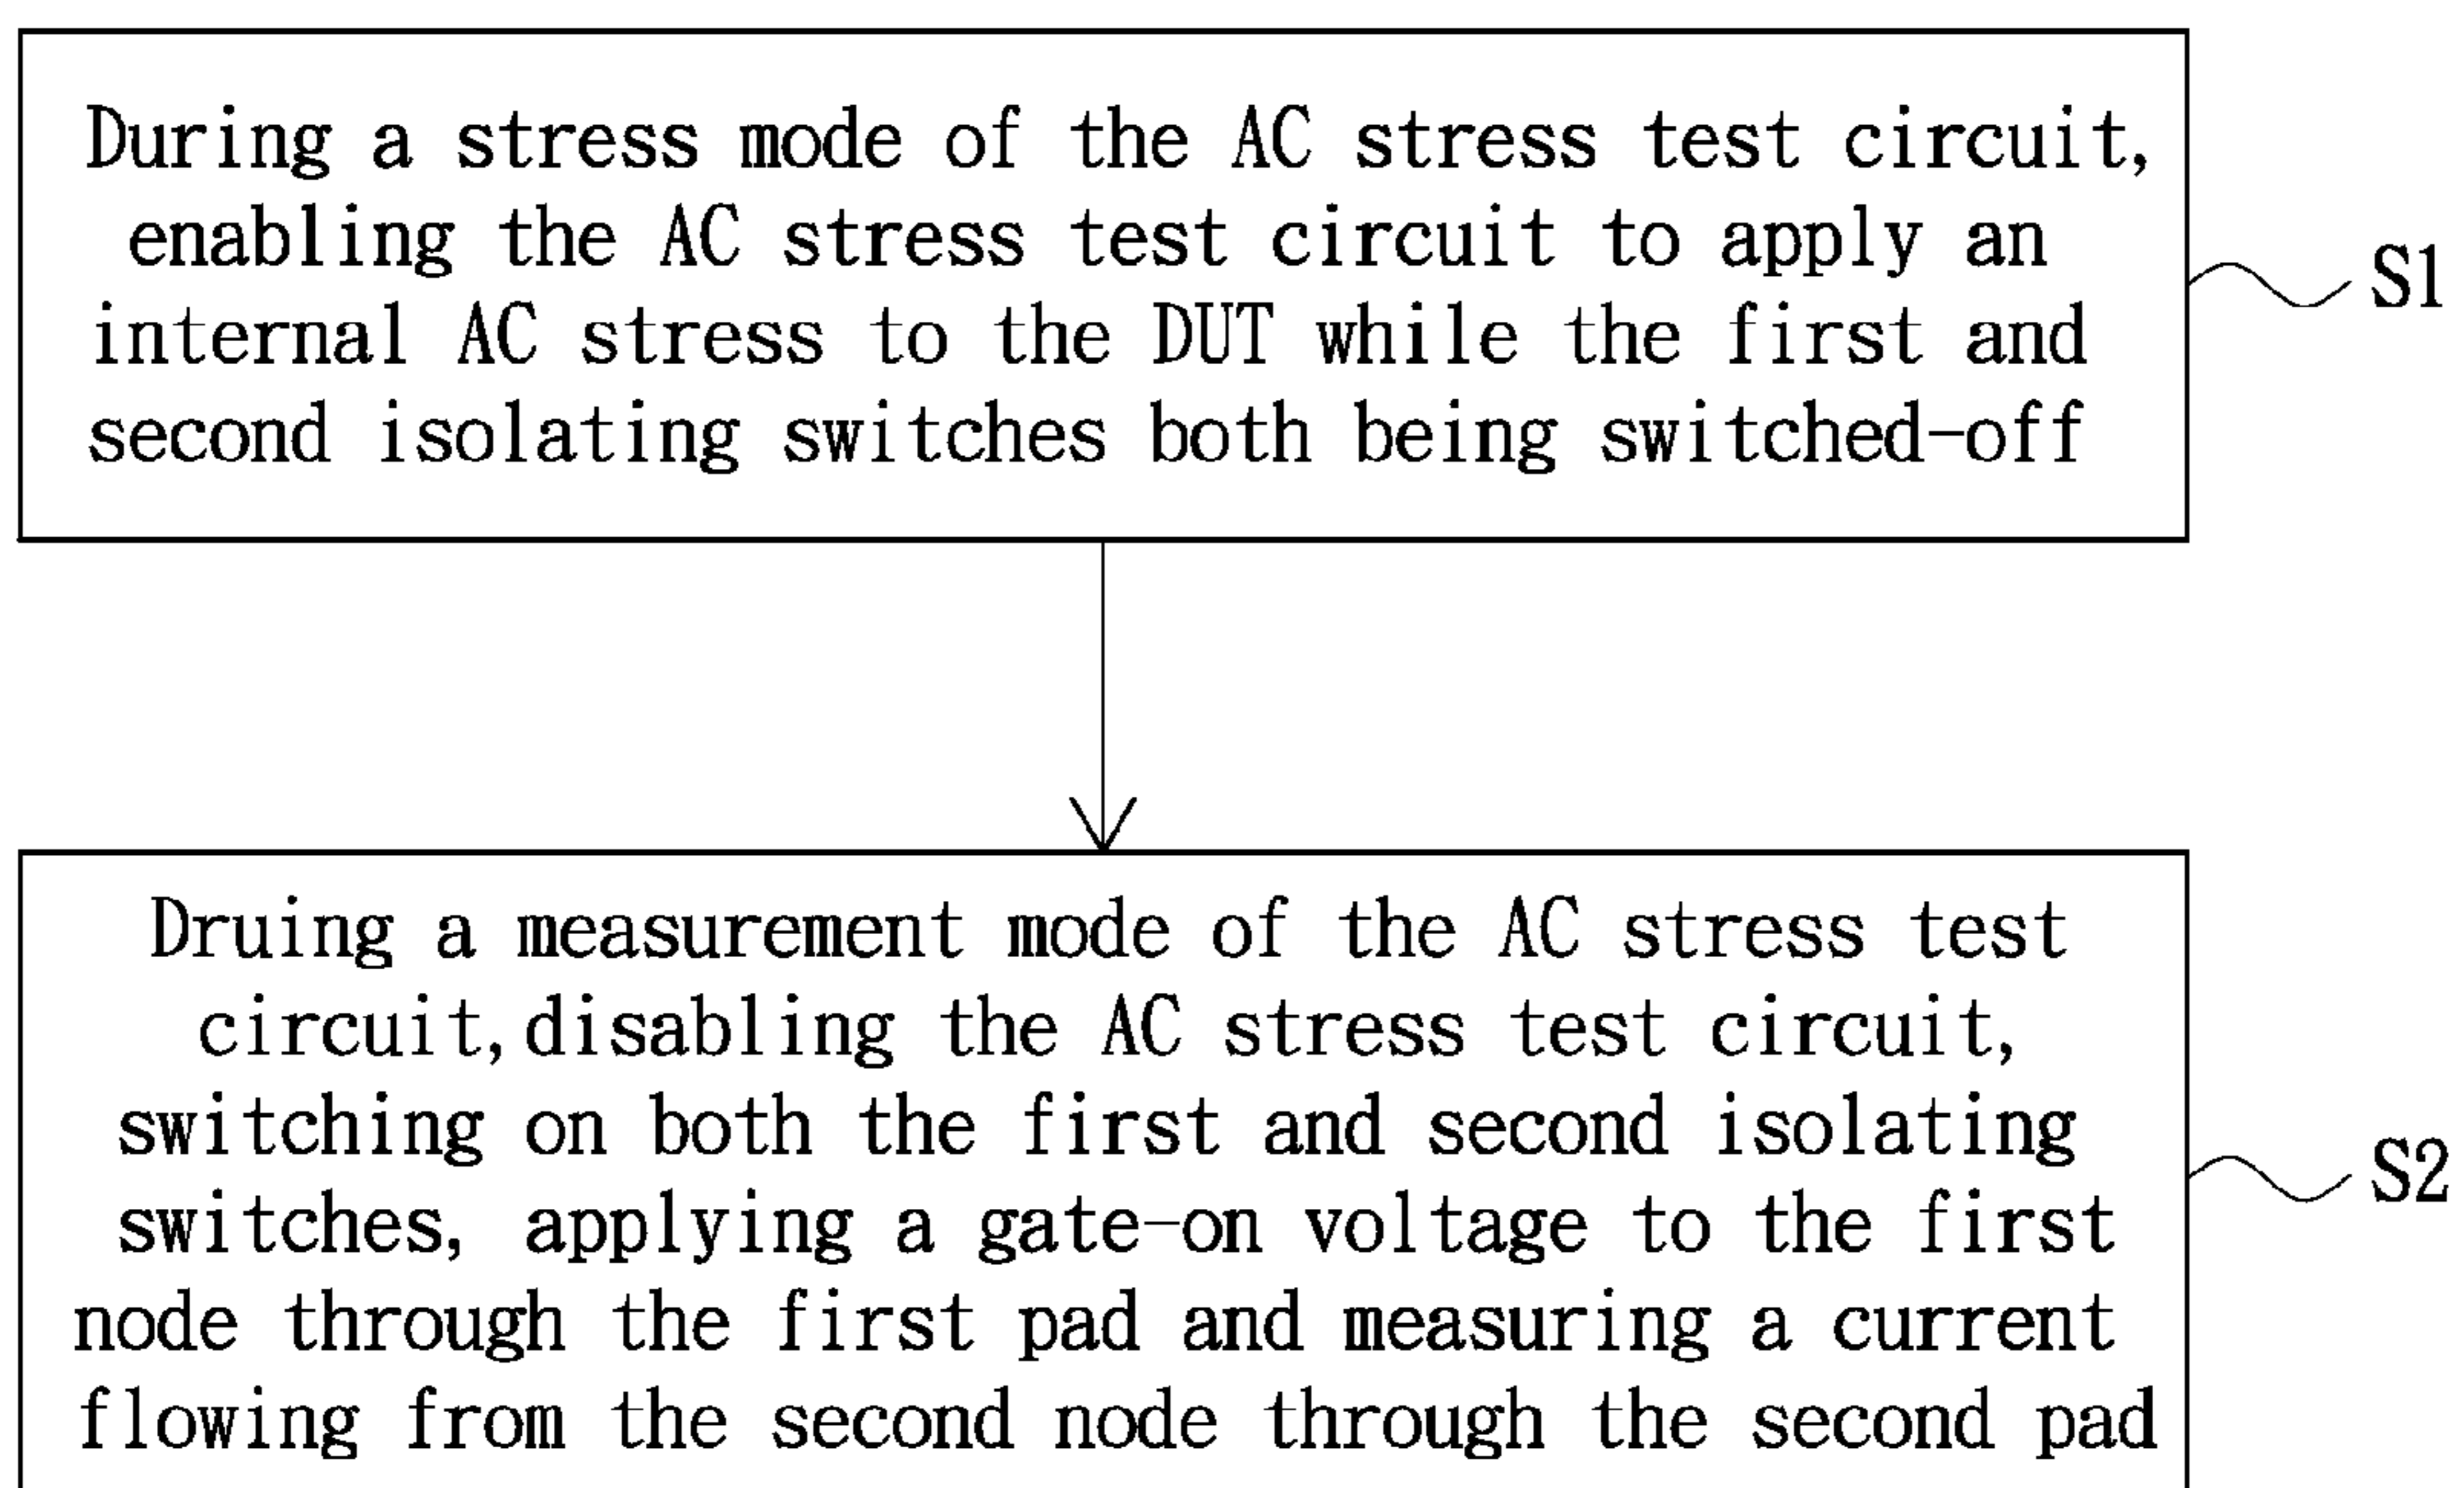 During a stress mode of the AC stress test circuit,
enabling the AC stress test circuit to apply an
internal AC stress to the DUT while the first and
second isolating switches both being switched-off
S1
Druing a measurement mode of the AC stress test
circuit,disabling the AC stress test circuit,
switching on both the first and second isolating
switches, applying a gate-on voltage to the first
node through the first pad and measuring a current
flowing from the second node through the second pad
S2